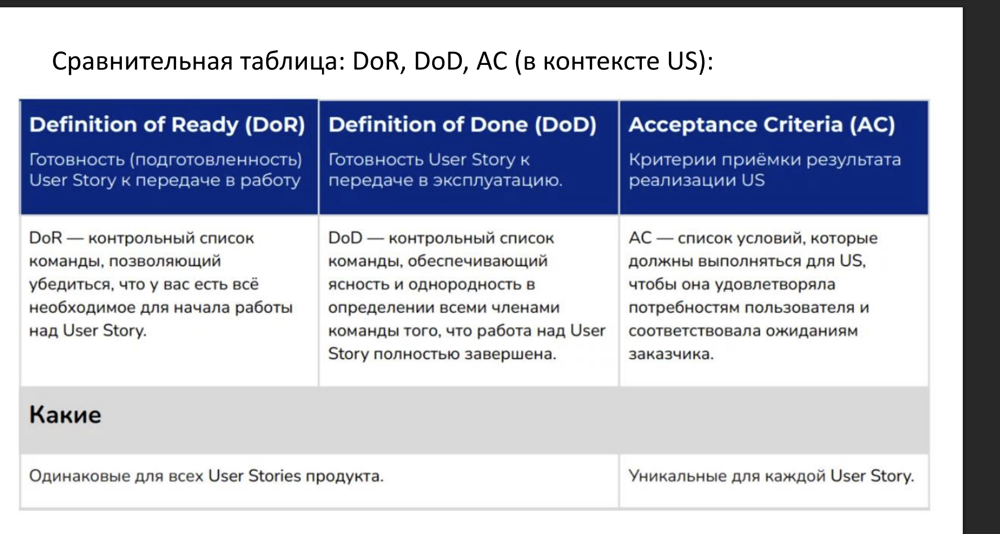 Сравнительная таблица: DoR, DoD, AC (в контексте US):
Definition of Ready (DoR)
Готовность (подготовленность)
User Story к передаче в работу
Definition of Done (DoD)
Готовность User Story к
передаче в эксплуатацию.
Acceptance Criteria (AC)
Критерии приёмки результата
реализации US
DoR — контрольный список
команды, позволяющий
убедиться, что у вас есть всё
необходимое для начала работы
над User Story.
DoD — контрольный список
команды, обеспечивающий
ясность и однородность в
определении всеми членами
команды того, что работа над User
Story полностью завершена.
AC — список условий, которые
должны выполняться для US,
чтобы она удовлетворяла
потребностям пользователя и
соответствовала ожиданиям
заказчика.
Какие
Одинаковые для всех User Stories продукта.
Уникальные для каждой User Story.